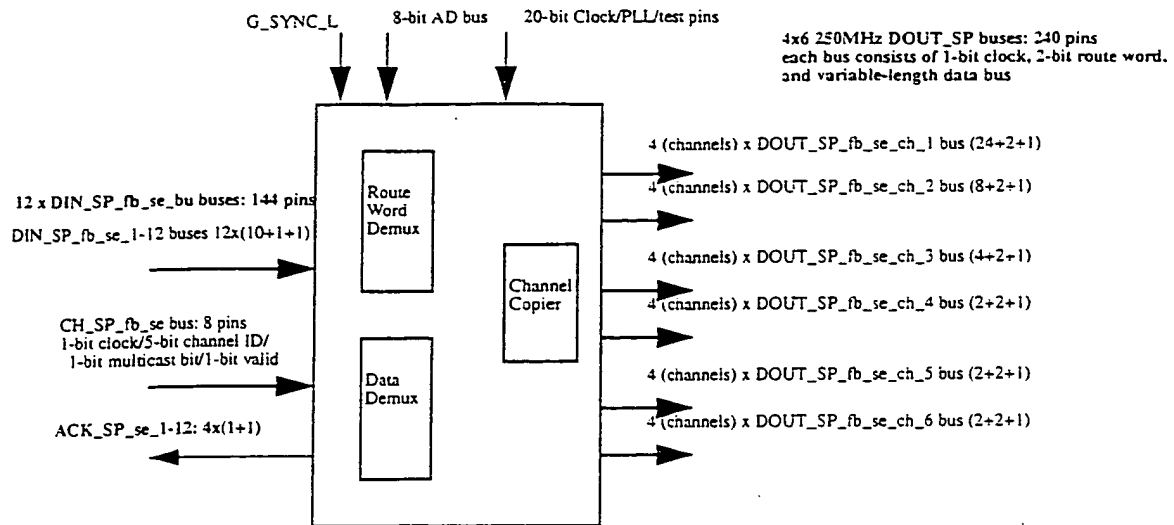 G_SYNC_L
8-bit AD bus
20-bit Clock/PLL/test pins
4x6 250MHz DOUT_SP buses: 240 pins
each bus consists of 1-bit clock, 2-bit route word,
and variable-length data bus
12 x DIN_SP_fb_se_bu buses: 144 pins
DIN_SP_fb_se_1-12 buses 12x(10+1+1)
CH_SP_fb_se bus: 8 pins
1-bit clock/5-bit channel ID/
1-bit multicast bit/1-bit valid
ACK_SP_se_1-12: 4x(1+1)
Route
Word
Demux
Data
Demux
Channel
Copier
4 (channels) x DOUT_SP_fb_se_ch_1 bus (24+2+1)
4 (channels) x DOUT_SP_fb_se_ch_2 bus (8+2+1)
4 (channels) x DOUT_SP_fb_se_ch_3 bus (4+2+1)
4 (channels) x DOUT_SP_fb_se_ch_4 bus (2+2+1)
4 (channels) x DOUT_SP_fb_se_ch_5 bus (2+2+1)
4 (channels) x DOUT_SP_fb_se_ch_6 bus (2+2+1)